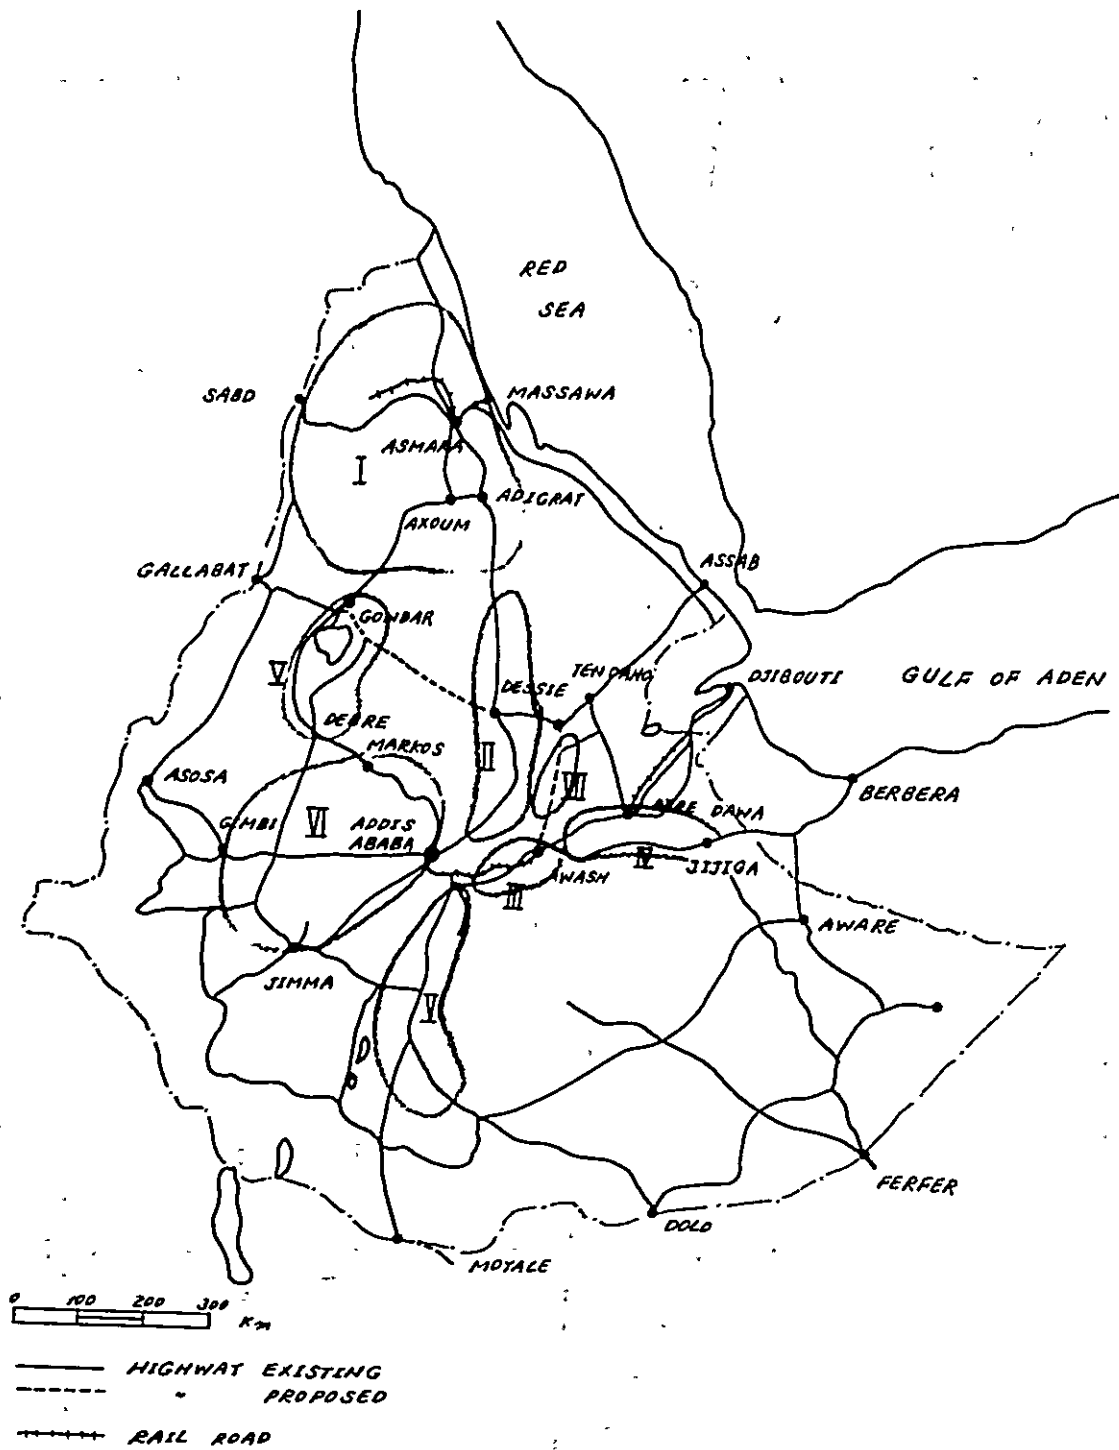 RED
SEA
SABD
MASSAWA
ASMARA
I
ADIGRAT
AXOUM
GALLABAT
ASSAB
GONDAR
V
TENDAHO
DESSIE
DJIBOUTI
GULF OF ADEN
DEBRE
MARKOS
II
ASOSA
VII
BERBERA
DIRE DAWA
GIMBI
VI
ADDIS
ABABA
IV
JIJIGA
AWASH
III
AWARE
JIMMA
V
FERFER
DOLO
MOYALE
0 100 200 300
Km
HIGHWAY EXISTING
" PROPOSED
RAIL ROAD